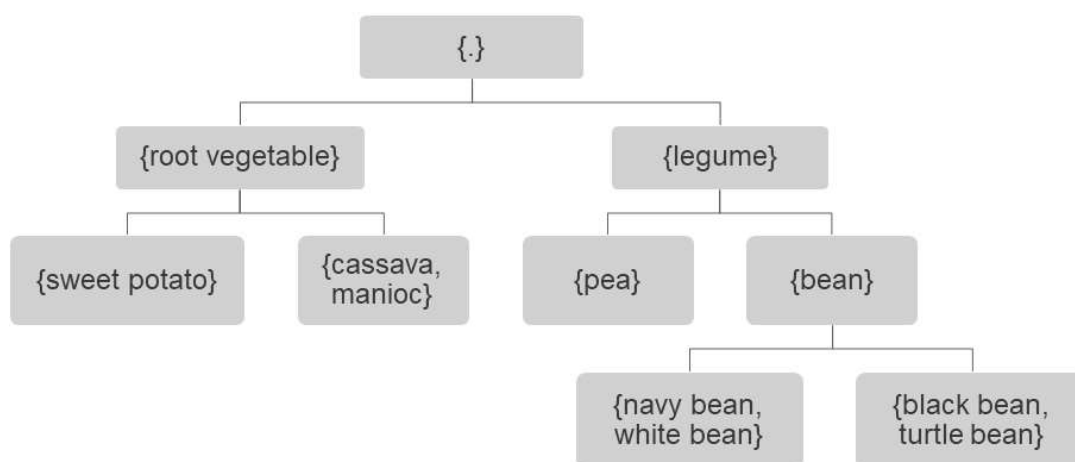 {.}
{root vegetable}
{legume}
{sweet potato}
{cassava,
manioc}
{pea}
{bean}
{navy bean,
white bean}
{black bean,
turtle bean}